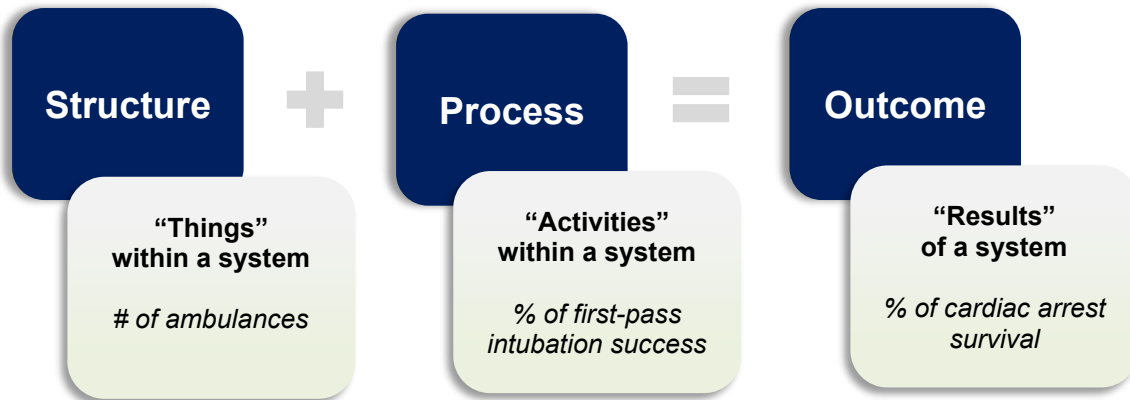 Structure
Process
Outcome
“Things”
within a system
# of ambulances
“Activities”
within a system
% of first-pass
intubation success
“Results”
of a system
% of cardiac arrest
survival